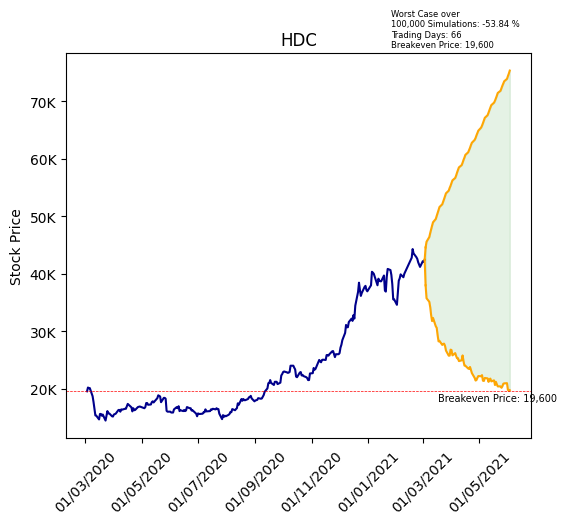 Worst Case over
100,000 Simulations: -53.84 %
Trading Days: 66
Breakeven Price: 19,600
HDC
Stock Price
70K
60K
50K
40K
30K
20K
Breakeven Price: 19,600
01/03/2020
01/05/2020
01/07/2020
01/09/2020
01/11/2020
01/01/2021
01/03/2021
01/05/2021